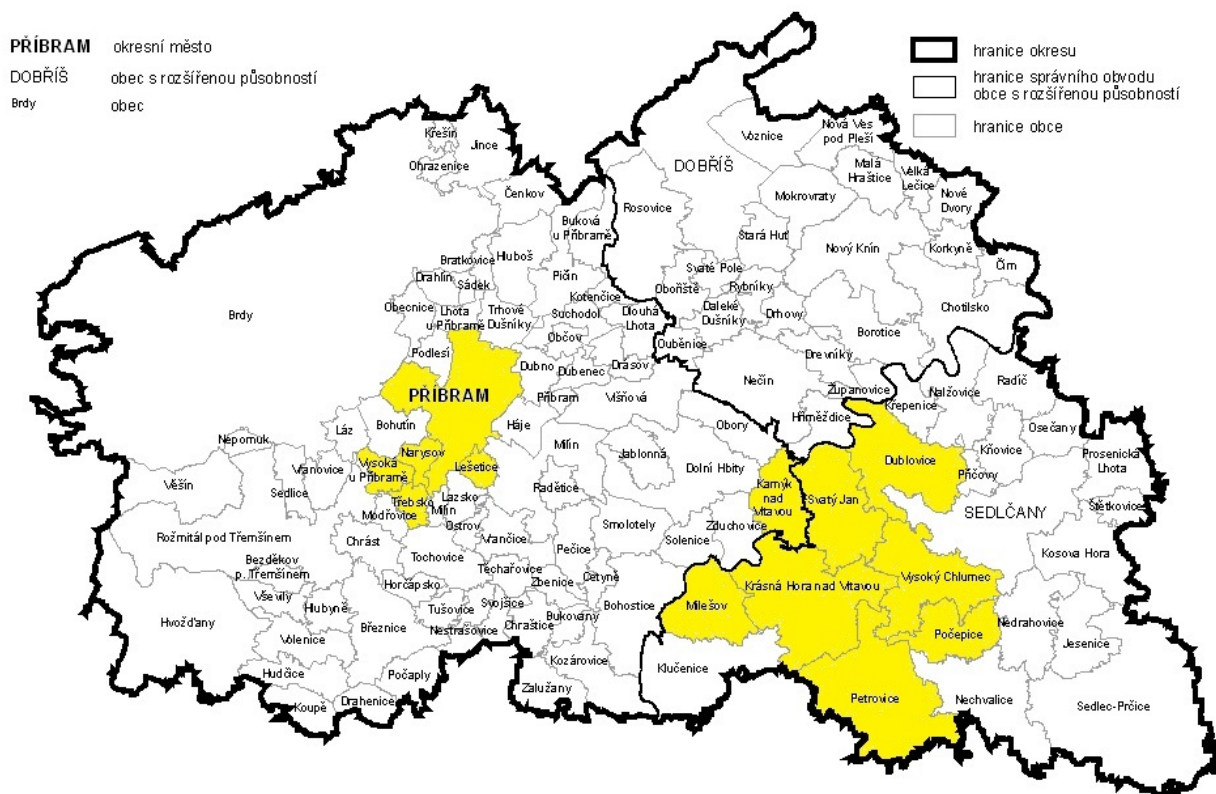 PŘÍBRAM okresní město
DOBŘÍŠ obec s rozšířenou působností
Brdy obec
hranice okresu
hranice správního obvodu
obce s rozšířenou působností
hranice obce
Křešín
Jince
Ohrazenice
Čenkov
Buková
u Příbramě
Voznice
Nová Ves
pod Pleší
DOBŘÍŠ
Malá
Hraštice
Velká
Lečice
Nové
Dvory
Mokrovraty
Rosovice
Stará Huť
Nový Knín
Korkyně
Čím
Chotilsko
Bratkovice
Hluboš
Pičín
Drahlín
Sádek
Obecnice
Lhota
u Příbramě
Trhové
Dušníky
Kotenčice
Suchodol
Dlouhá
Lhota
Občov
Obořiště
Svaté Pole
Rybníky
Daleké
Dušníky
Drhovy
Borotice
Ouběnice
Drevníky
Nečín
Županovice
Hříměždice
Brdy
Podlesí
Dubno
Dubenec
Drásov
PŘÍBRAM
Příbram
Višňová
Háje
Obory
Láz
Bohutín
Narysov
Vysoká
u Příbramě
Lešetice
Milín
Jablonná
Dolní Hbity
Kamýk
nad
Vltavou
Nepomuk
Vranovice
Věšín
Sedlice
Třebsko
Modřovice
Lazsko
Milín
Radětice
Ostrov
Vrančice
Smolotely
Zduchovice
Solenice
Pečice
Rožmitál pod Třemšínem
Chrást
Tochovice
Bezděkov
p. Třemšínem
Horčápsko
Těchařovice
Zbenice
Cetyně
Vševily
Hlubyně
Tušovice
Svojšice
Bohostice
Hvožďany
Volenice
Březnice
Nestrašovice
Chraštice
Bukovany
Hudčice
Počaply
Kozárovice
Koupě
Drahenice
Zalužany
Křepenice
Nalžovice
Radíč
Osečany
Dublovice
Kňovice
Příčovy
Prosenická
Lhota
Svatý Jan
SEDLČANY
Štětkovice
Kosova Hora
Krásná Hora nad Vltavou
Vysoký Chlumec
Milešov
Počepice
Nedrahovice
Jesenice
Klučenice
Petrovice
Nechvalice
Sedlec-Prčice